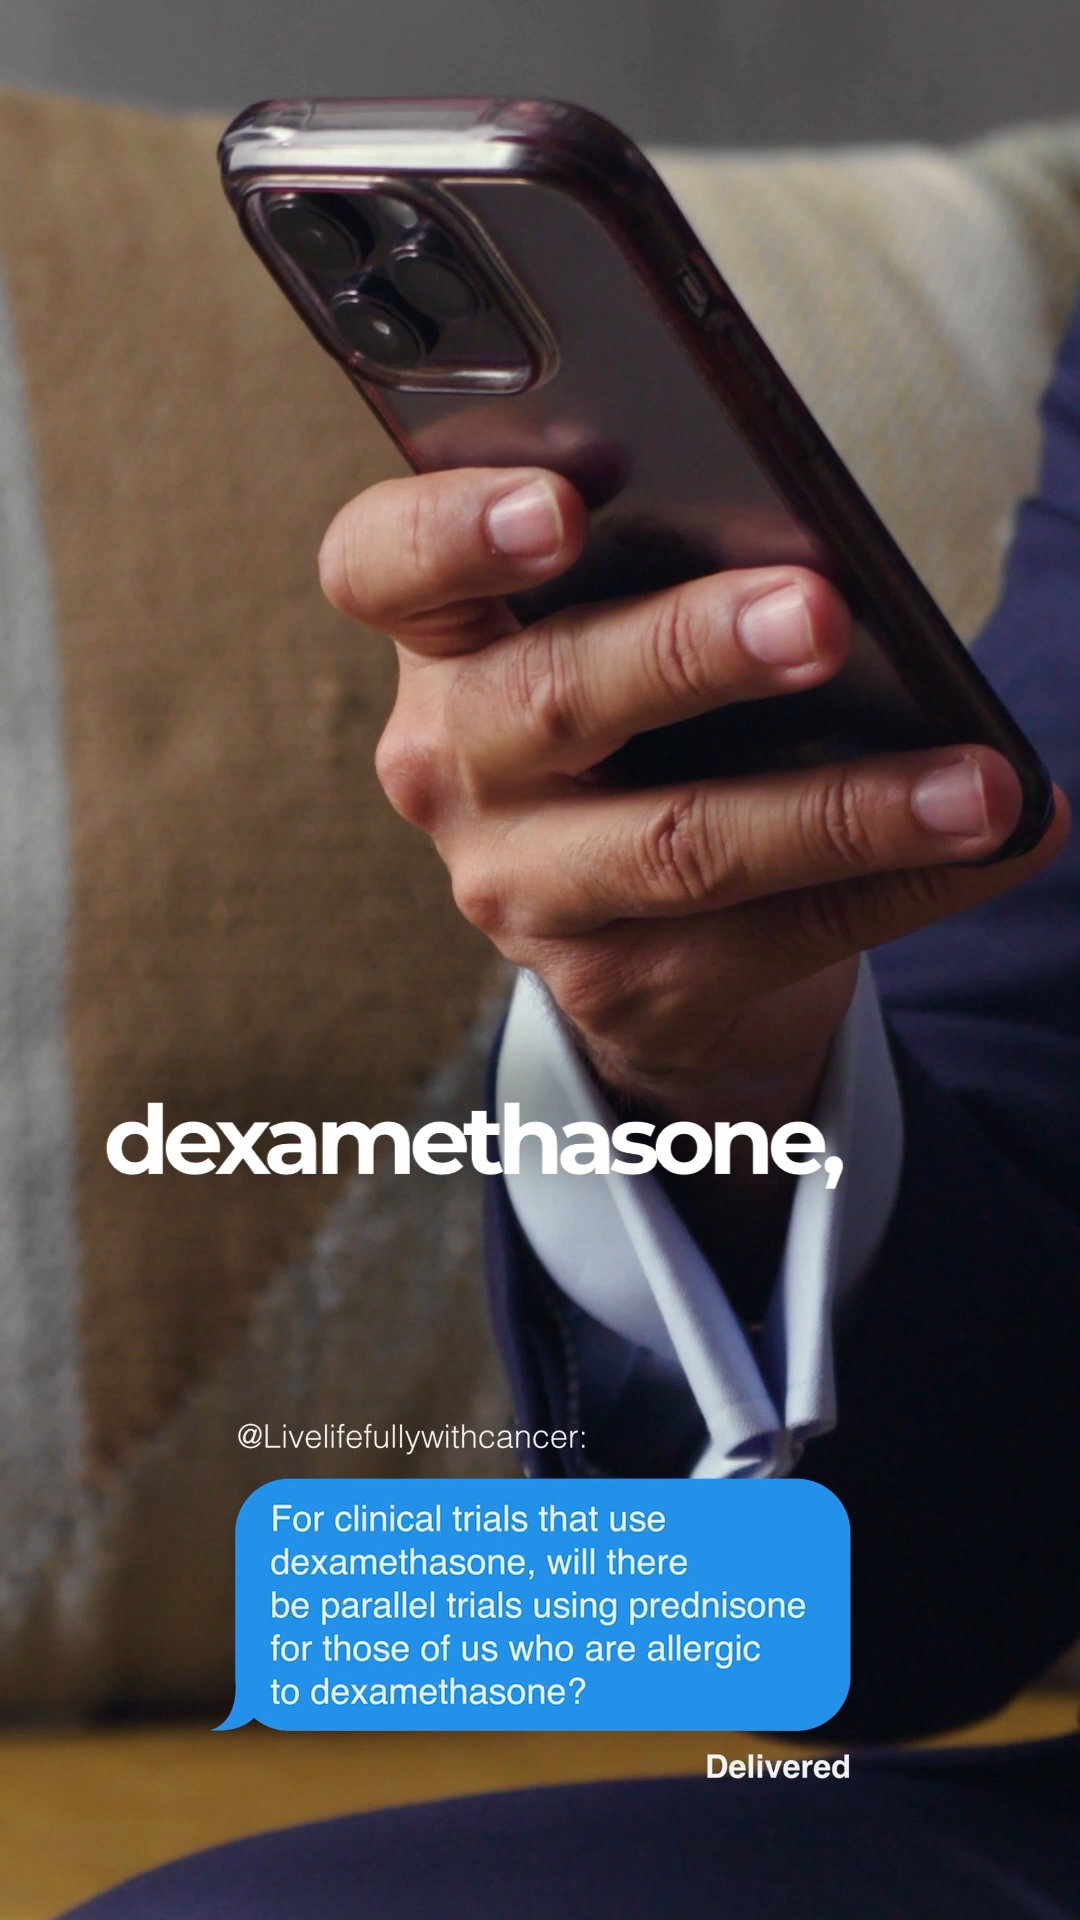 dexamethasone,
@Livelifefullywithcancer:
For clinical trials that use
dexamethasone, will there
be parallel trials using prednisone
for those of us who are allergic
to dexamethasone?
Delivered